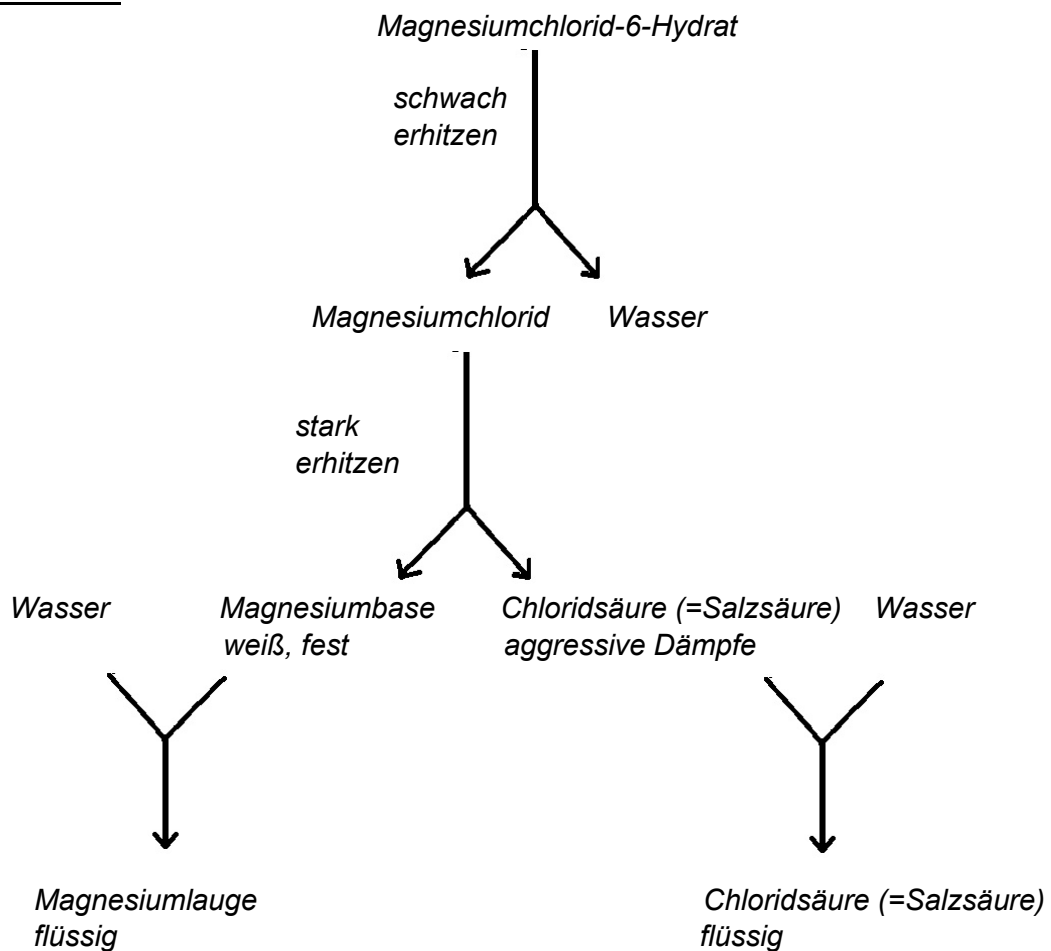 Magnesiumchlorid-6-Hydrat
schwach
erhitzen
Magnesiumchlorid Wasser
stark
erhitzen
Wasser Magnesiumbase Chloridsäure (=Salzsäure) Wasser
weiß, fest aggressive Dämpfe
Magnesiumlauge Chloridsäure (=Salzsäure)
flüssig flüssig